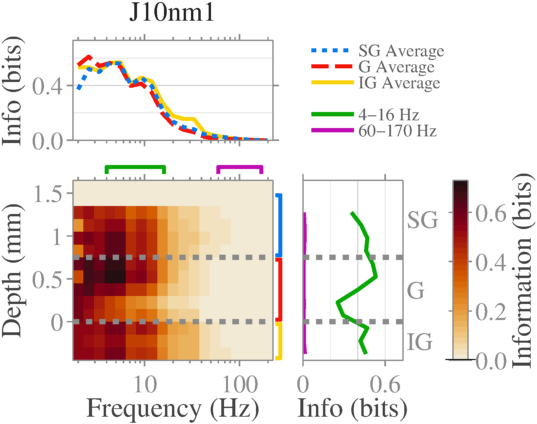 J10nm1
Info (bits)
0.4
0.0
SG Average
G Average
IG Average
4–16 Hz
60–170 Hz
Depth (mm)
1.5
1.0
0.5
0
10
100
Frequency (Hz)
SG
G
IG
0
0.6
Info (bits)
0.6
0.4
0.2
0.0
Information (bits)